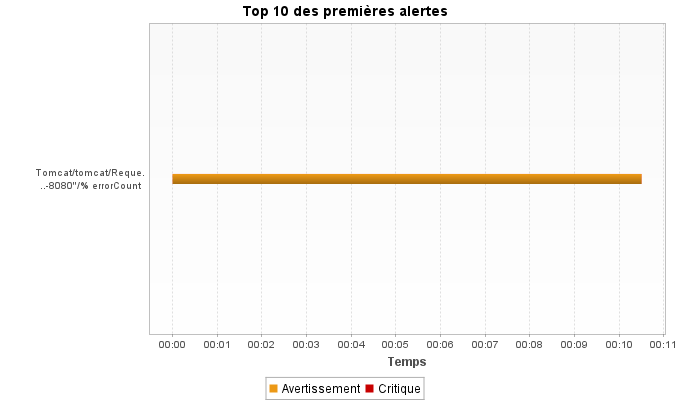 Top 10 des premières alertes
Tomcat/tomcat/Reque.
..-8080"/% errorCount
00:00 00:01 00:02 00:03 00:04 00:05 00:06 00:07 00:08 00:09 00:10 00:11
Temps
Avertissement Critique